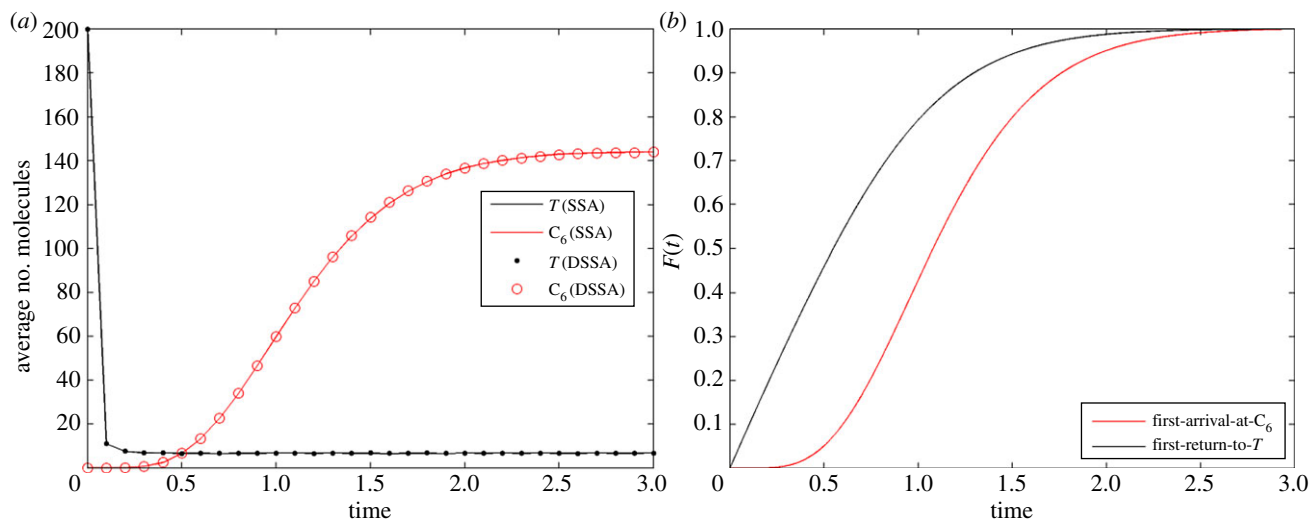 (a)
200
180
160
140
120
100
80
60
40
20
0
0.5
1.0
1.5
2.0
2.5
3.0
average no. molecules
time
T (SSA)
C6 (SSA)
T (DSSA)
C6 (DSSA)
(b)
1.0
0.9
0.8
0.7
0.6
0.5
0.4
0.3
0.2
0.1
0
0.5
1.0
1.5
2.0
2.5
3.0
F(t)
time
first-arrival-at-C6
first-return-to-T